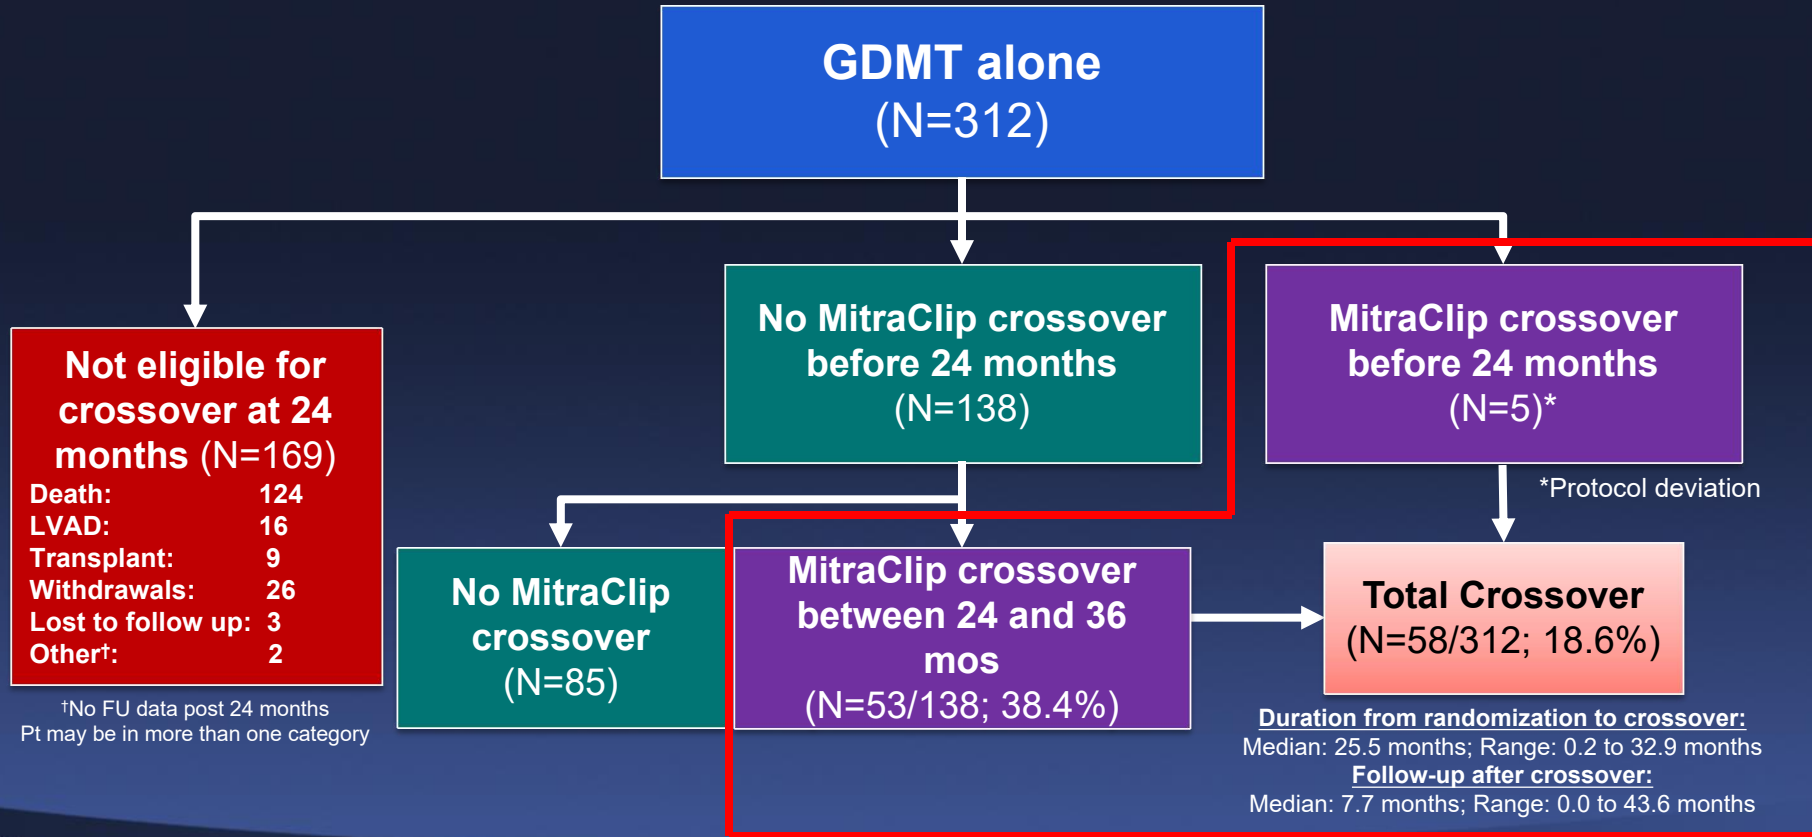 GDMT alone
(N=312)
Not eligible for
crossover at 24
months (N=169)
Death: 124
LVAD: 16
Transplant: 9
Withdrawals: 26
Lost to follow up: 3
Other†: 2
†No FU data post 24 months
Pt may be in more than one category
No MitraClip crossover
before 24 months
(N=138)
MitraClip crossover
before 24 months
(N=5)*
*Protocol deviation
No MitraClip
crossover
(N=85)
MitraClip crossover
between 24 and 36
mos
(N=53/138; 38.4%)
Total Crossover
(N=58/312; 18.6%)
Duration from randomization to crossover:
Median: 25.5 months; Range: 0.2 to 32.9 months
Follow-up after crossover:
Median: 7.7 months; Range: 0.0 to 43.6 months